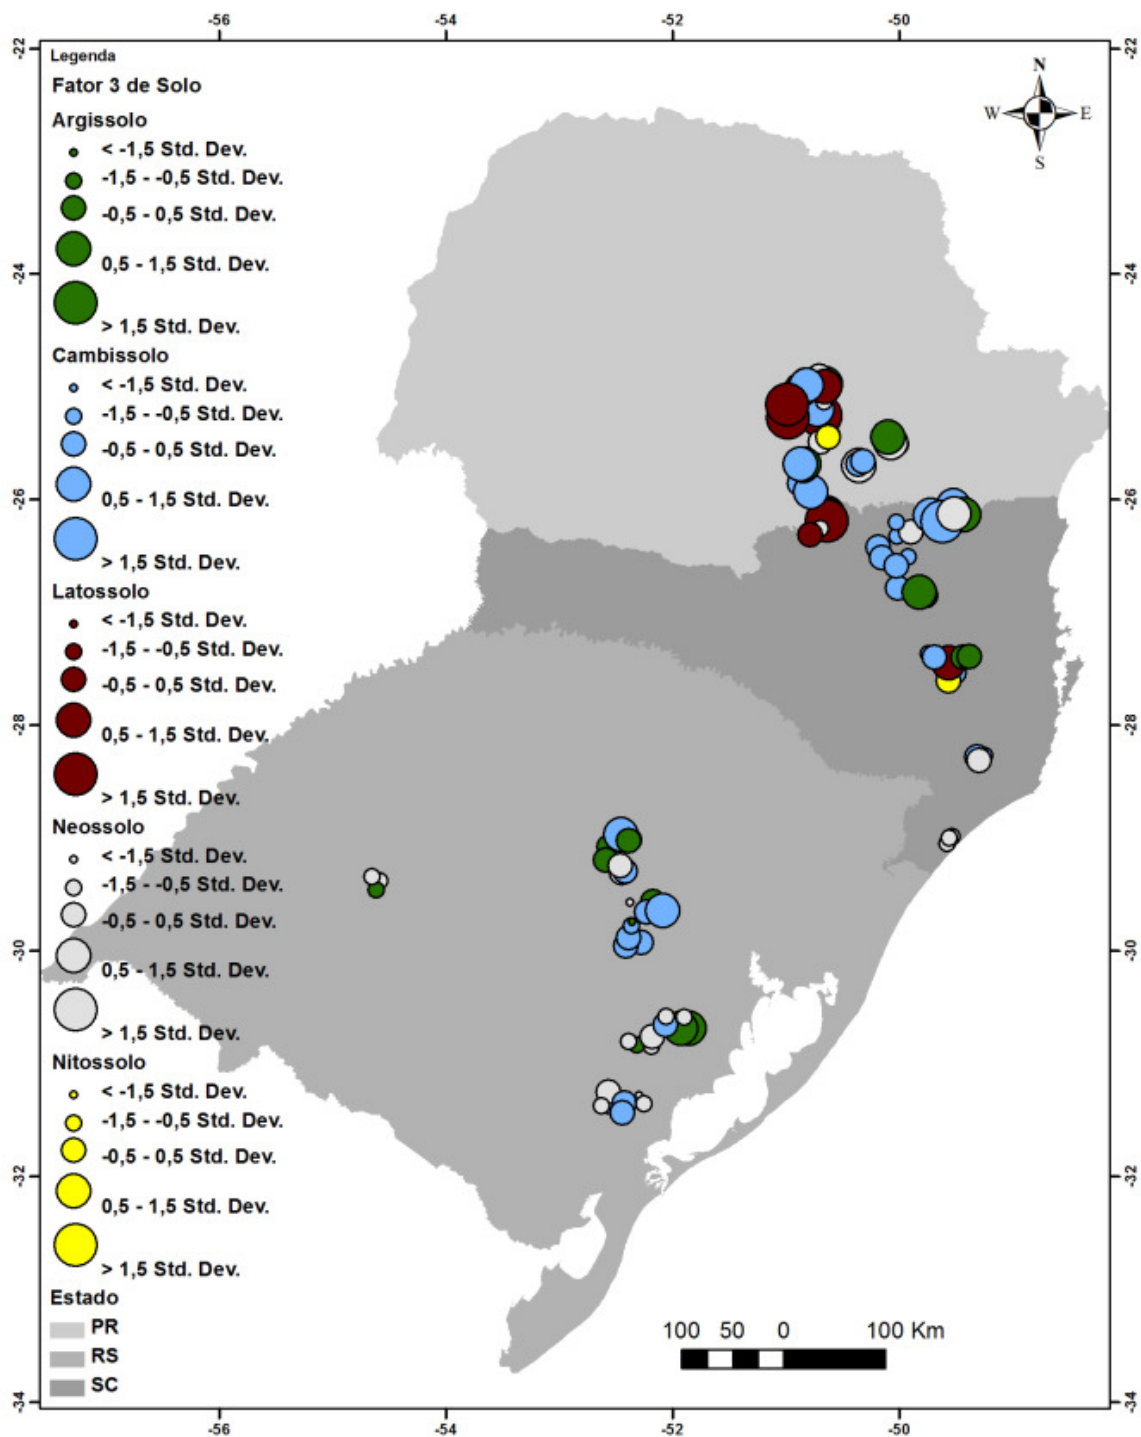 -56 -54 -52 -50
-22 -22
Legenda
Fator 3 de Solo
N
W E
S
Argissolo
< -1,5 Std. Dev.
-1,5 - -0,5 Std. Dev.
-0,5 - 0,5 Std. Dev.
0,5 - 1,5 Std. Dev.
> 1,5 Std. Dev.
-24 -24
Cambissolo
< -1,5 Std. Dev.
-1,5 - -0,5 Std. Dev.
-0,5 - 0,5 Std. Dev.
0,5 - 1,5 Std. Dev.
-26 -26
> 1,5 Std. Dev.
Latossolo
< -1,5 Std. Dev.
-1,5 - -0,5 Std. Dev.
-0,5 - 0,5 Std. Dev.
-28 -28
0,5 - 1,5 Std. Dev.
> 1,5 Std. Dev.
Neossolo
< -1,5 Std. Dev.
-1,5 - -0,5 Std. Dev.
-0,5 - 0,5 Std. Dev.
-30 -30
0,5 - 1,5 Std. Dev.
> 1,5 Std. Dev.
Nitossolo
< -1,5 Std. Dev.
-1,5 - -0,5 Std. Dev.
-0,5 - 0,5 Std. Dev.
-32 -32
0,5 - 1,5 Std. Dev.
> 1,5 Std. Dev.
Estado
PR
RS
SC
100 50 0 100 Km
-34 -34
-56 -54 -52 -50